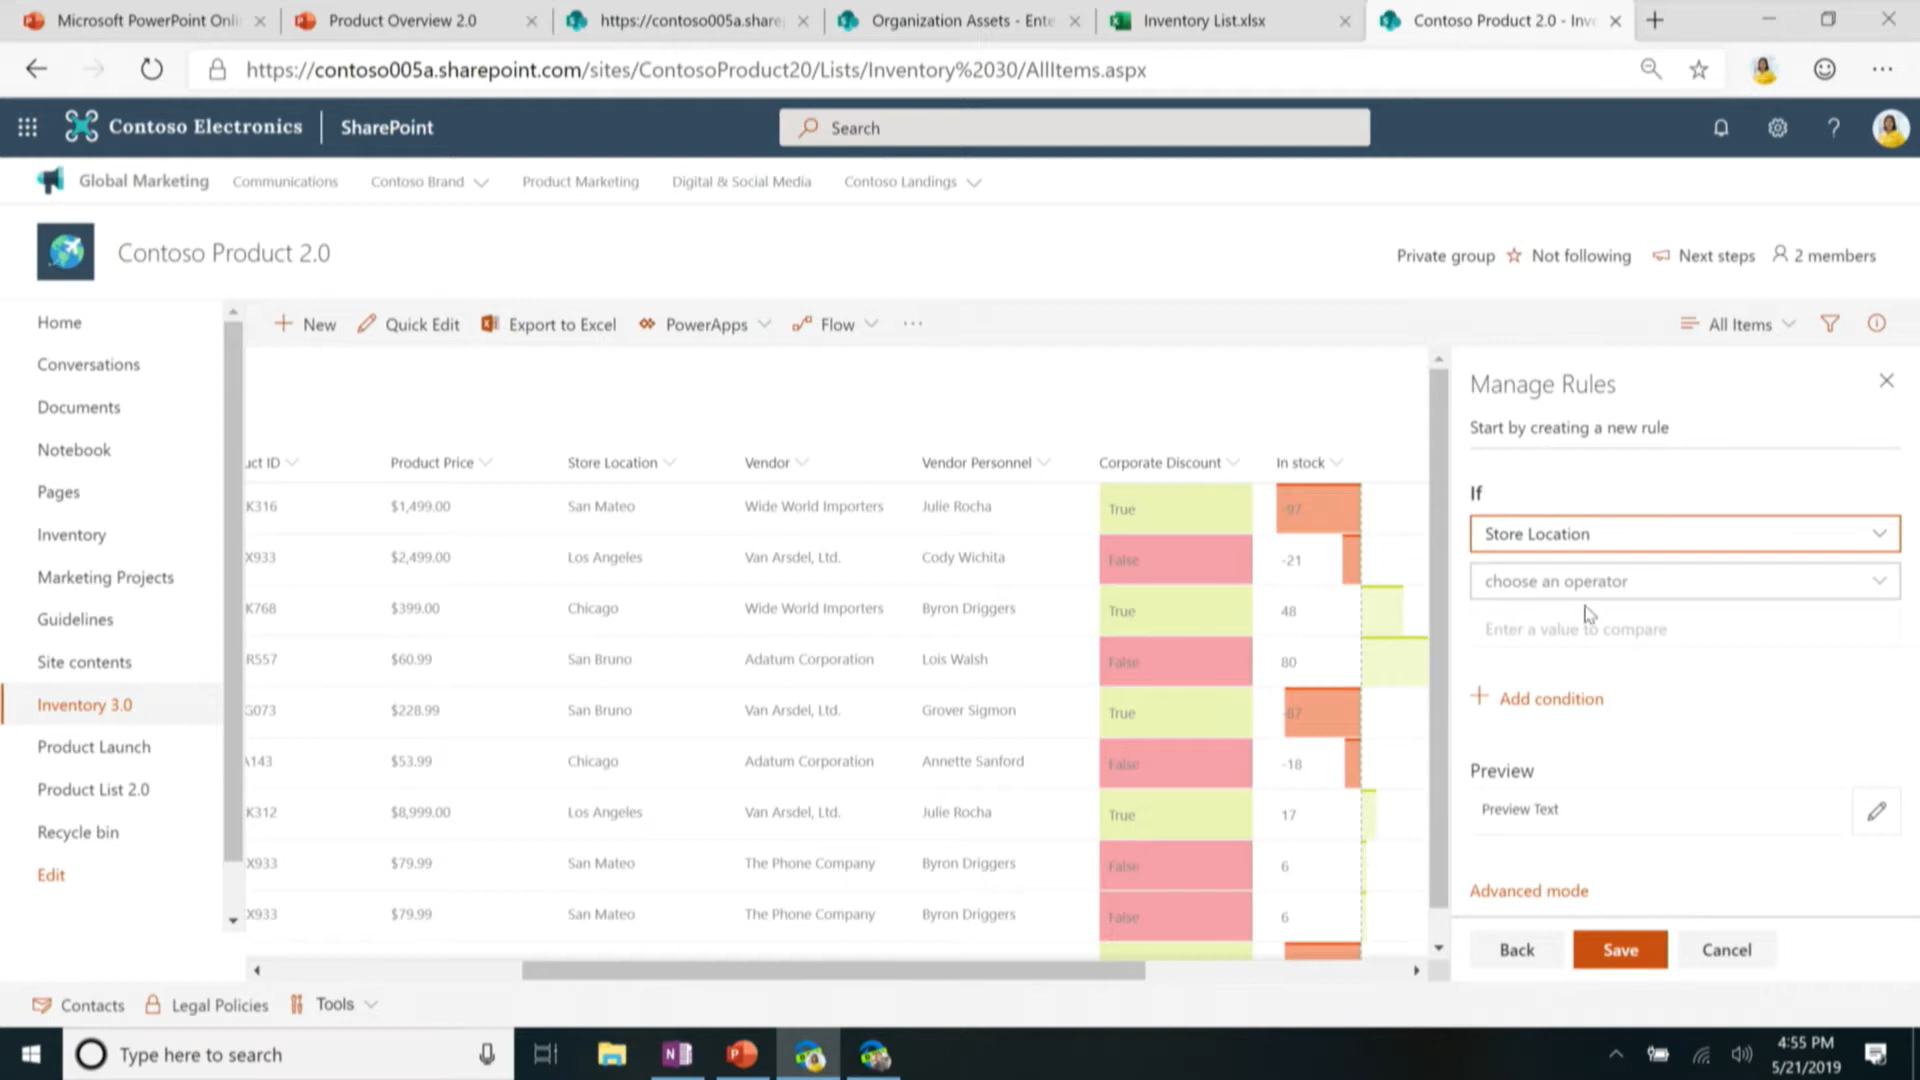 Microsoft PowerPoint Onli
Product Overview 2.0
https://contoso005a.share
Organization Assets - Ente
Inventory List.xlsx
Contoso Product 2.0 - Inv
https://contoso005a.sharepoint.com/sites/ContosoProduct20/Lists/Inventory%2030/AllItems.aspx
Contoso Electronics
SharePoint
Search
Global Marketing
Communications
Contoso Brand
Product Marketing
Digital & Social Media
Contoso Landings
Contoso Product 2.0
Private group
Not following
Next steps
2 members
Home
Conversations
Documents
Notebook
Pages
Inventory
Marketing Projects
Guidelines
Site contents
Inventory 3.0
Product Launch
Product List 2.0
Recycle bin
Edit
New
Quick Edit
Export to Excel
PowerApps
Flow
All Items
uct ID Product Price Store Location Vendor Vendor Personnel Corporate Discount In stock
K316 $1,499.00 San Mateo Wide World Importers Julie Rocha True -97
X933 $2,499.00 Los Angeles Van Arsdel, Ltd. Cody Wichita False -21
K768 $399.00 Chicago Wide World Importers Byron Driggers True 48
R557 $60.99 San Bruno Adatum Corporation Lois Walsh False 80
G073 $228.99 San Bruno Van Arsdel, Ltd. Grover Sigmon True -87
A143 $53.99 Chicago Adatum Corporation Annette Sanford False -18
K312 $8,999.00 Los Angeles Van Arsdel, Ltd. Julie Rocha True 17
X933 $79.99 San Mateo The Phone Company Byron Driggers False 6
X933 $79.99 San Mateo The Phone Company Byron Driggers False 6
Manage Rules
Start by creating a new rule
If
Store Location
choose an operator
Enter a value to compare
Add condition
Preview
Preview Text
Advanced mode
Back
Save
Cancel
Contacts
Legal Policies
Tools
Type here to search
4:55 PM
5/21/2019